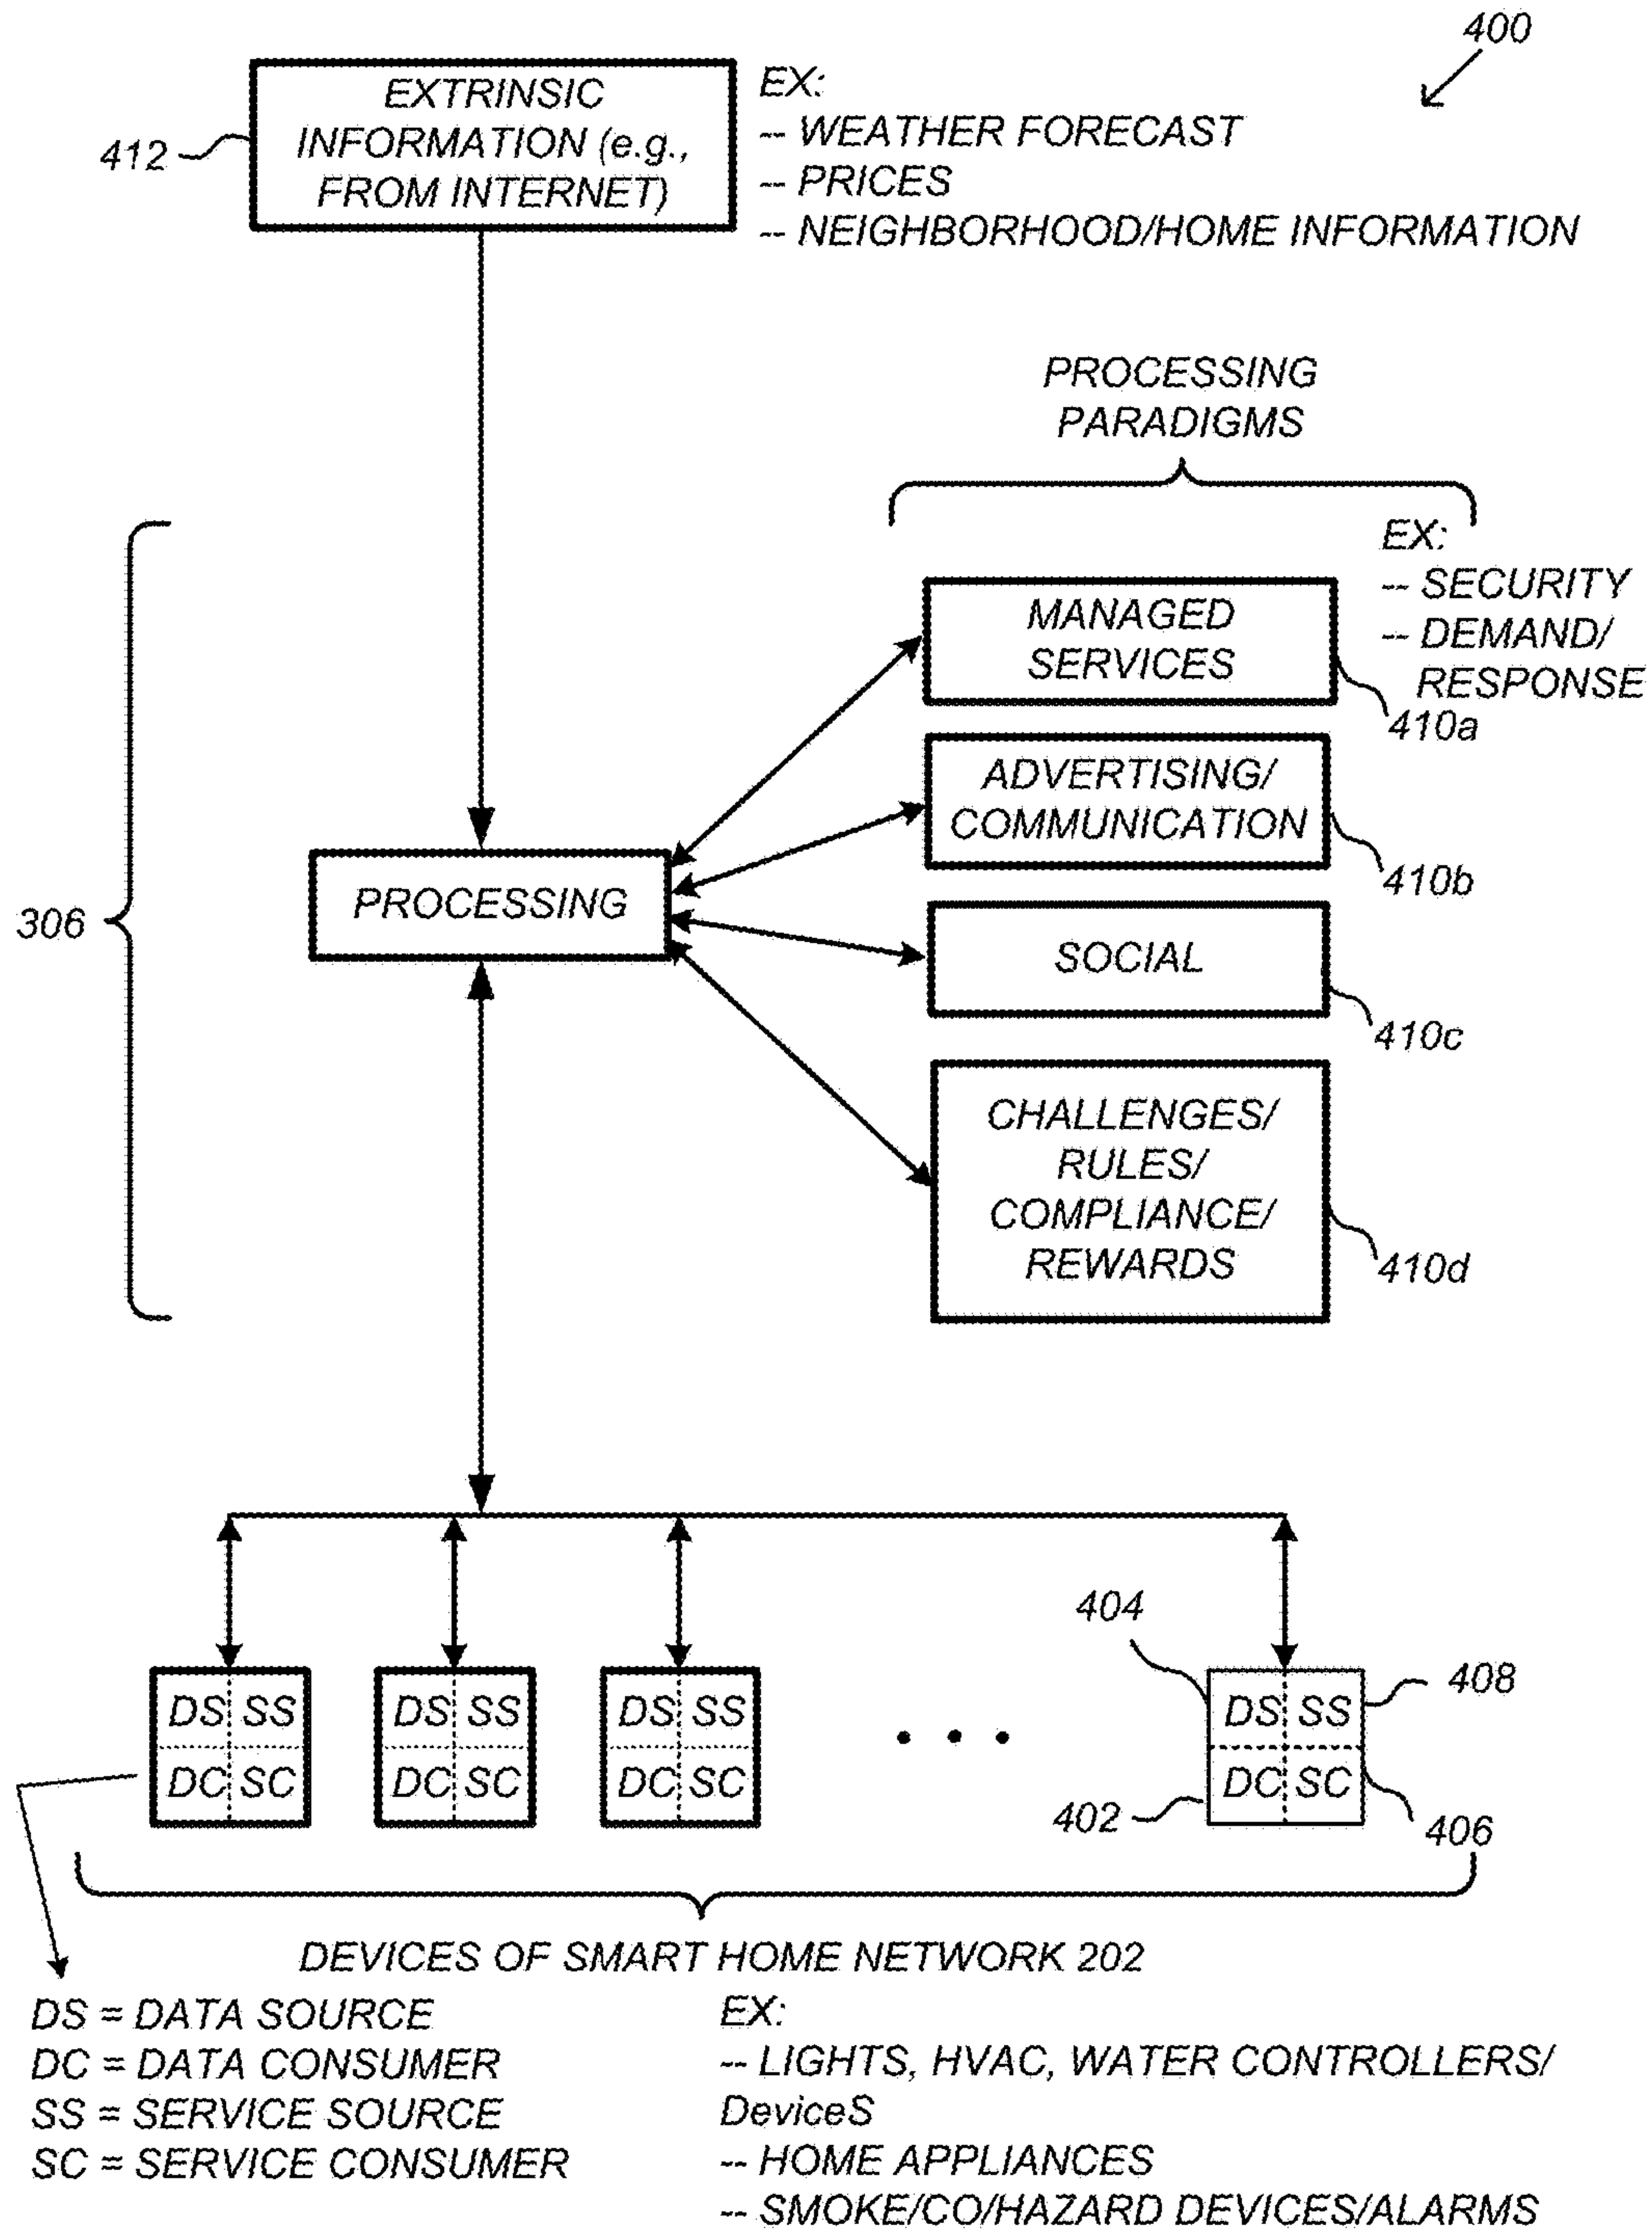 400
EXTRINSIC
INFORMATION (e.g.,
FROM INTERNET)
412
EX:
-- WEATHER FORECAST
-- PRICES
-- NEIGHBORHOOD/HOME INFORMATION
PROCESSING
PARADIGMS
EX:
-- SECURITY
-- DEMAND/
RESPONSE
MANAGED
SERVICES
410a
ADVERTISING/
COMMUNICATION
410b
306
PROCESSING
SOCIAL
410c
CHALLENGES/
RULES/
COMPLIANCE/
REWARDS
410d
404
408
DS SS
DC SC
DS SS
DC SC
DS SS
DC SC
• • •
DS SS
DC SC
402
406
DEVICES OF SMART HOME NETWORK 202
DS = DATA SOURCE
DC = DATA CONSUMER
SS = SERVICE SOURCE
SC = SERVICE CONSUMER
EX:
-- LIGHTS, HVAC, WATER CONTROLLERS/
DeviceS
-- HOME APPLIANCES
-- SMOKE/CO/HAZARD DEVICES/ALARMS